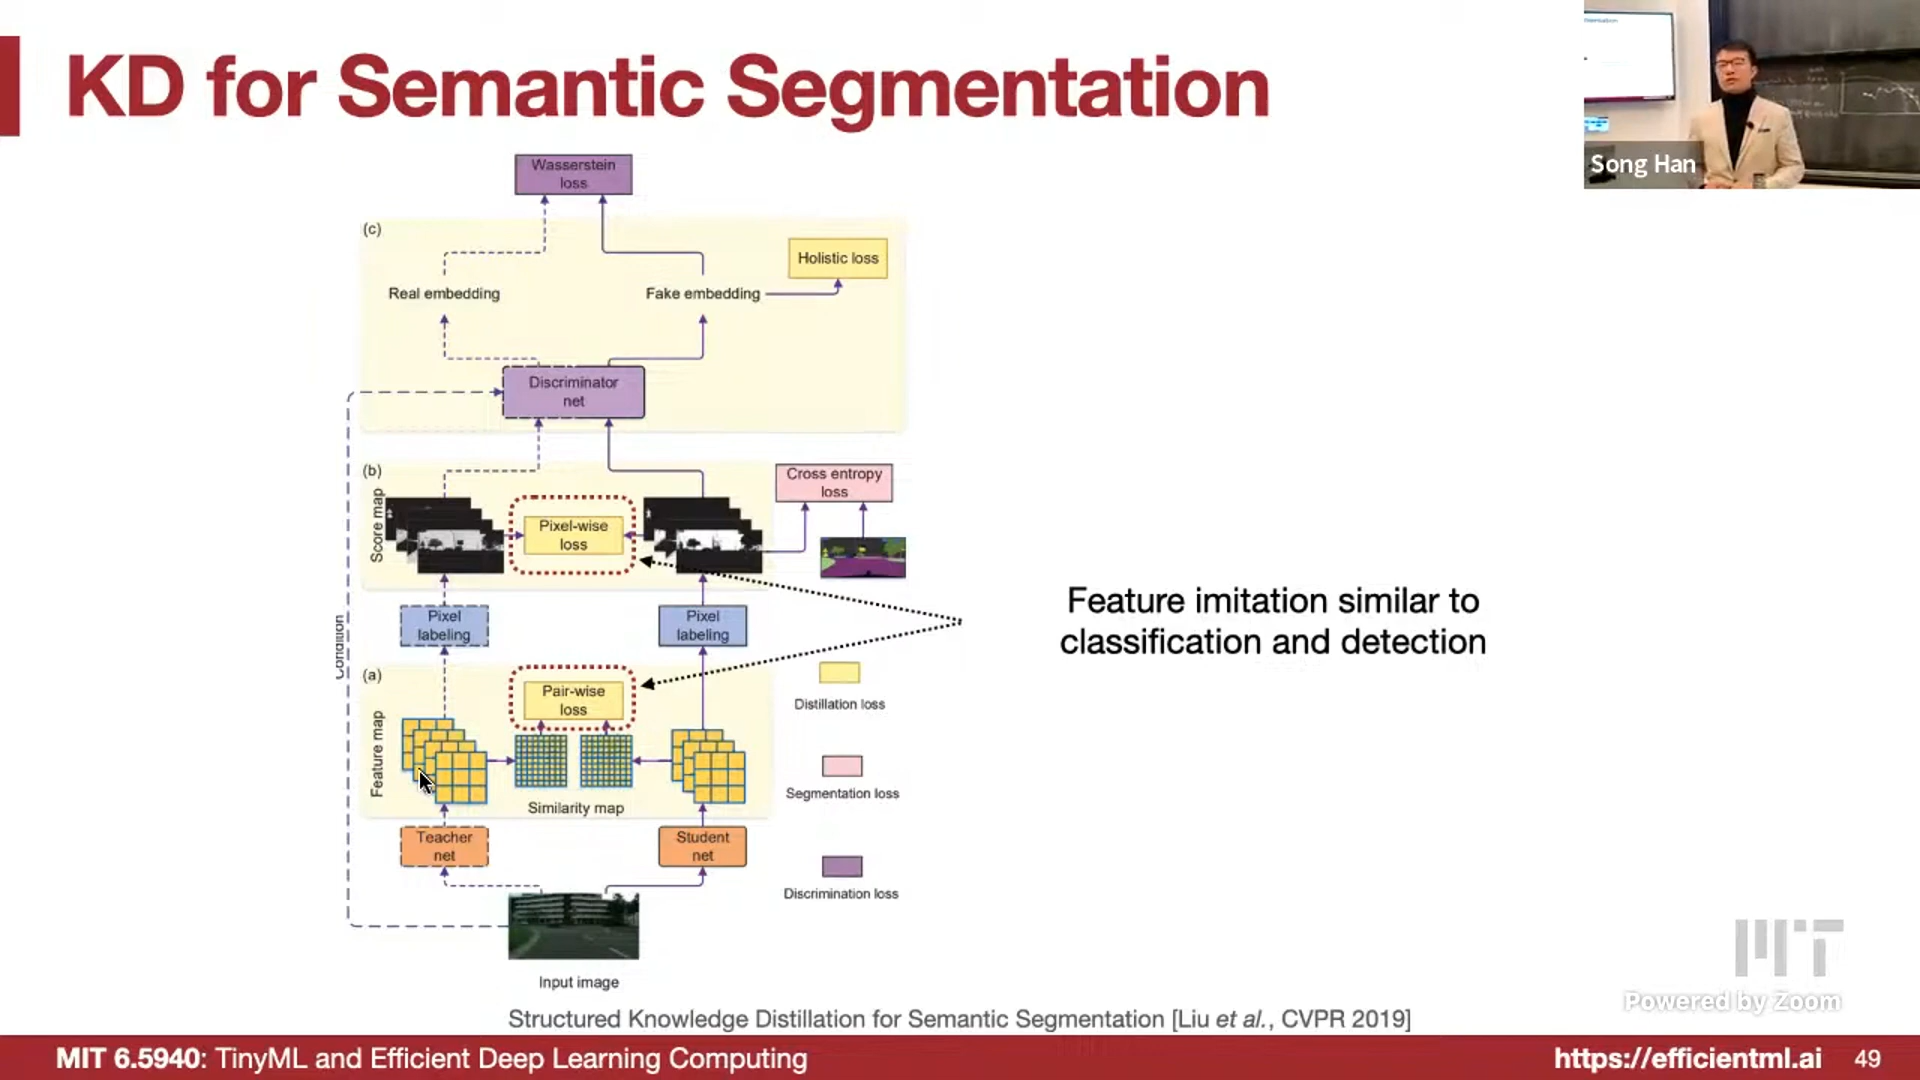 KD for Semantic Segmentation
Song Han
Wasserstein
loss
(c)
Holistic loss
Real embedding
Fake embedding
Discriminator
net
(b)
Score map
Pixel-wise
loss
Cross entropy
loss
Pixel
labeling
Pixel
labeling
Condition
Feature imitation similar to
classification and detection
(a)
Feature map
Pair-wise
loss
Similarity map
Distillation loss
Segmentation loss
Discrimination loss
Teacher
net
Student
net
Input image
MIT
Powered by Zoom
Structured Knowledge Distillation for Semantic Segmentation [Liu et al., CVPR 2019]
MIT 6.5940: TinyML and Efficient Deep Learning Computing
https://efficientml.ai
49